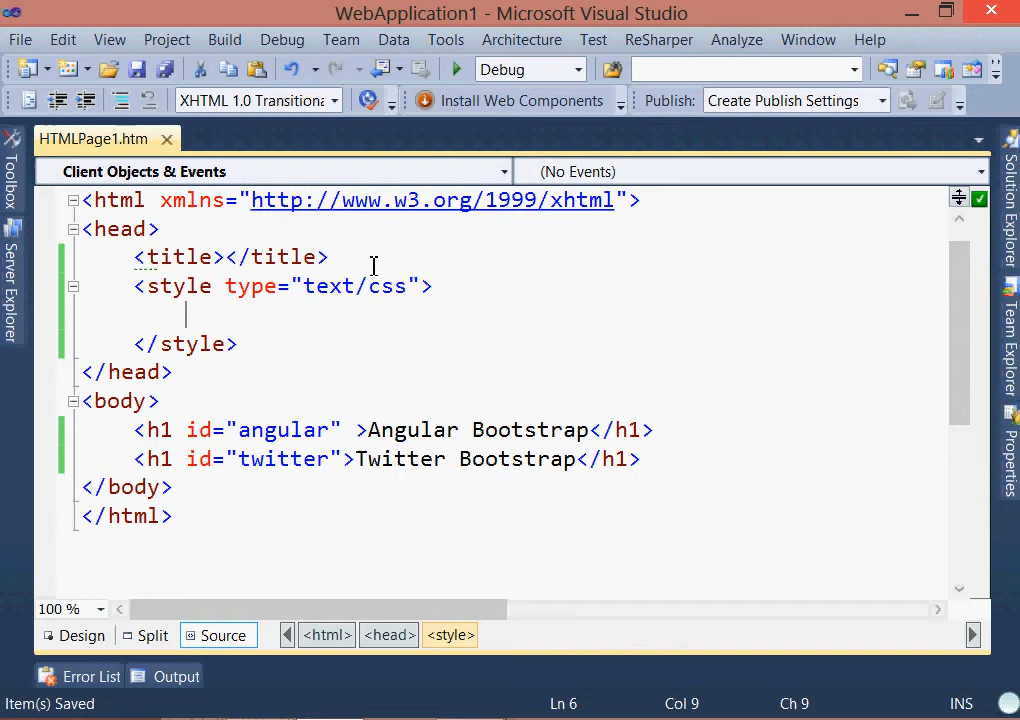 WebApplication1 - Microsoft Visual Studio
File Edit View Project Build Debug Team Data Tools Architecture Test ReSharper Analyze Window Help
Debug
XHTML 1.0 Transitiona Install Web Components Publish: Create Publish Settings
HTMLPage1.htm
Client Objects & Events (No Events)
<html xmlns="http://www.w3.org/1999/xhtml">
<head>
<title></title>
<style type="text/css">
</style>
</head>
<body>
<h1 id="angular" >Angular Bootstrap</h1>
<h1 id="twitter">Twitter Bootstrap</h1>
</body>
</html>
100 %
Design Split Source <html> <head> <style>
Error List Output
Item(s) Saved Ln 6 Col 9 Ch 9 INS
Toolbox
Server Explorer
Solution Explorer
Team Explorer
Properties